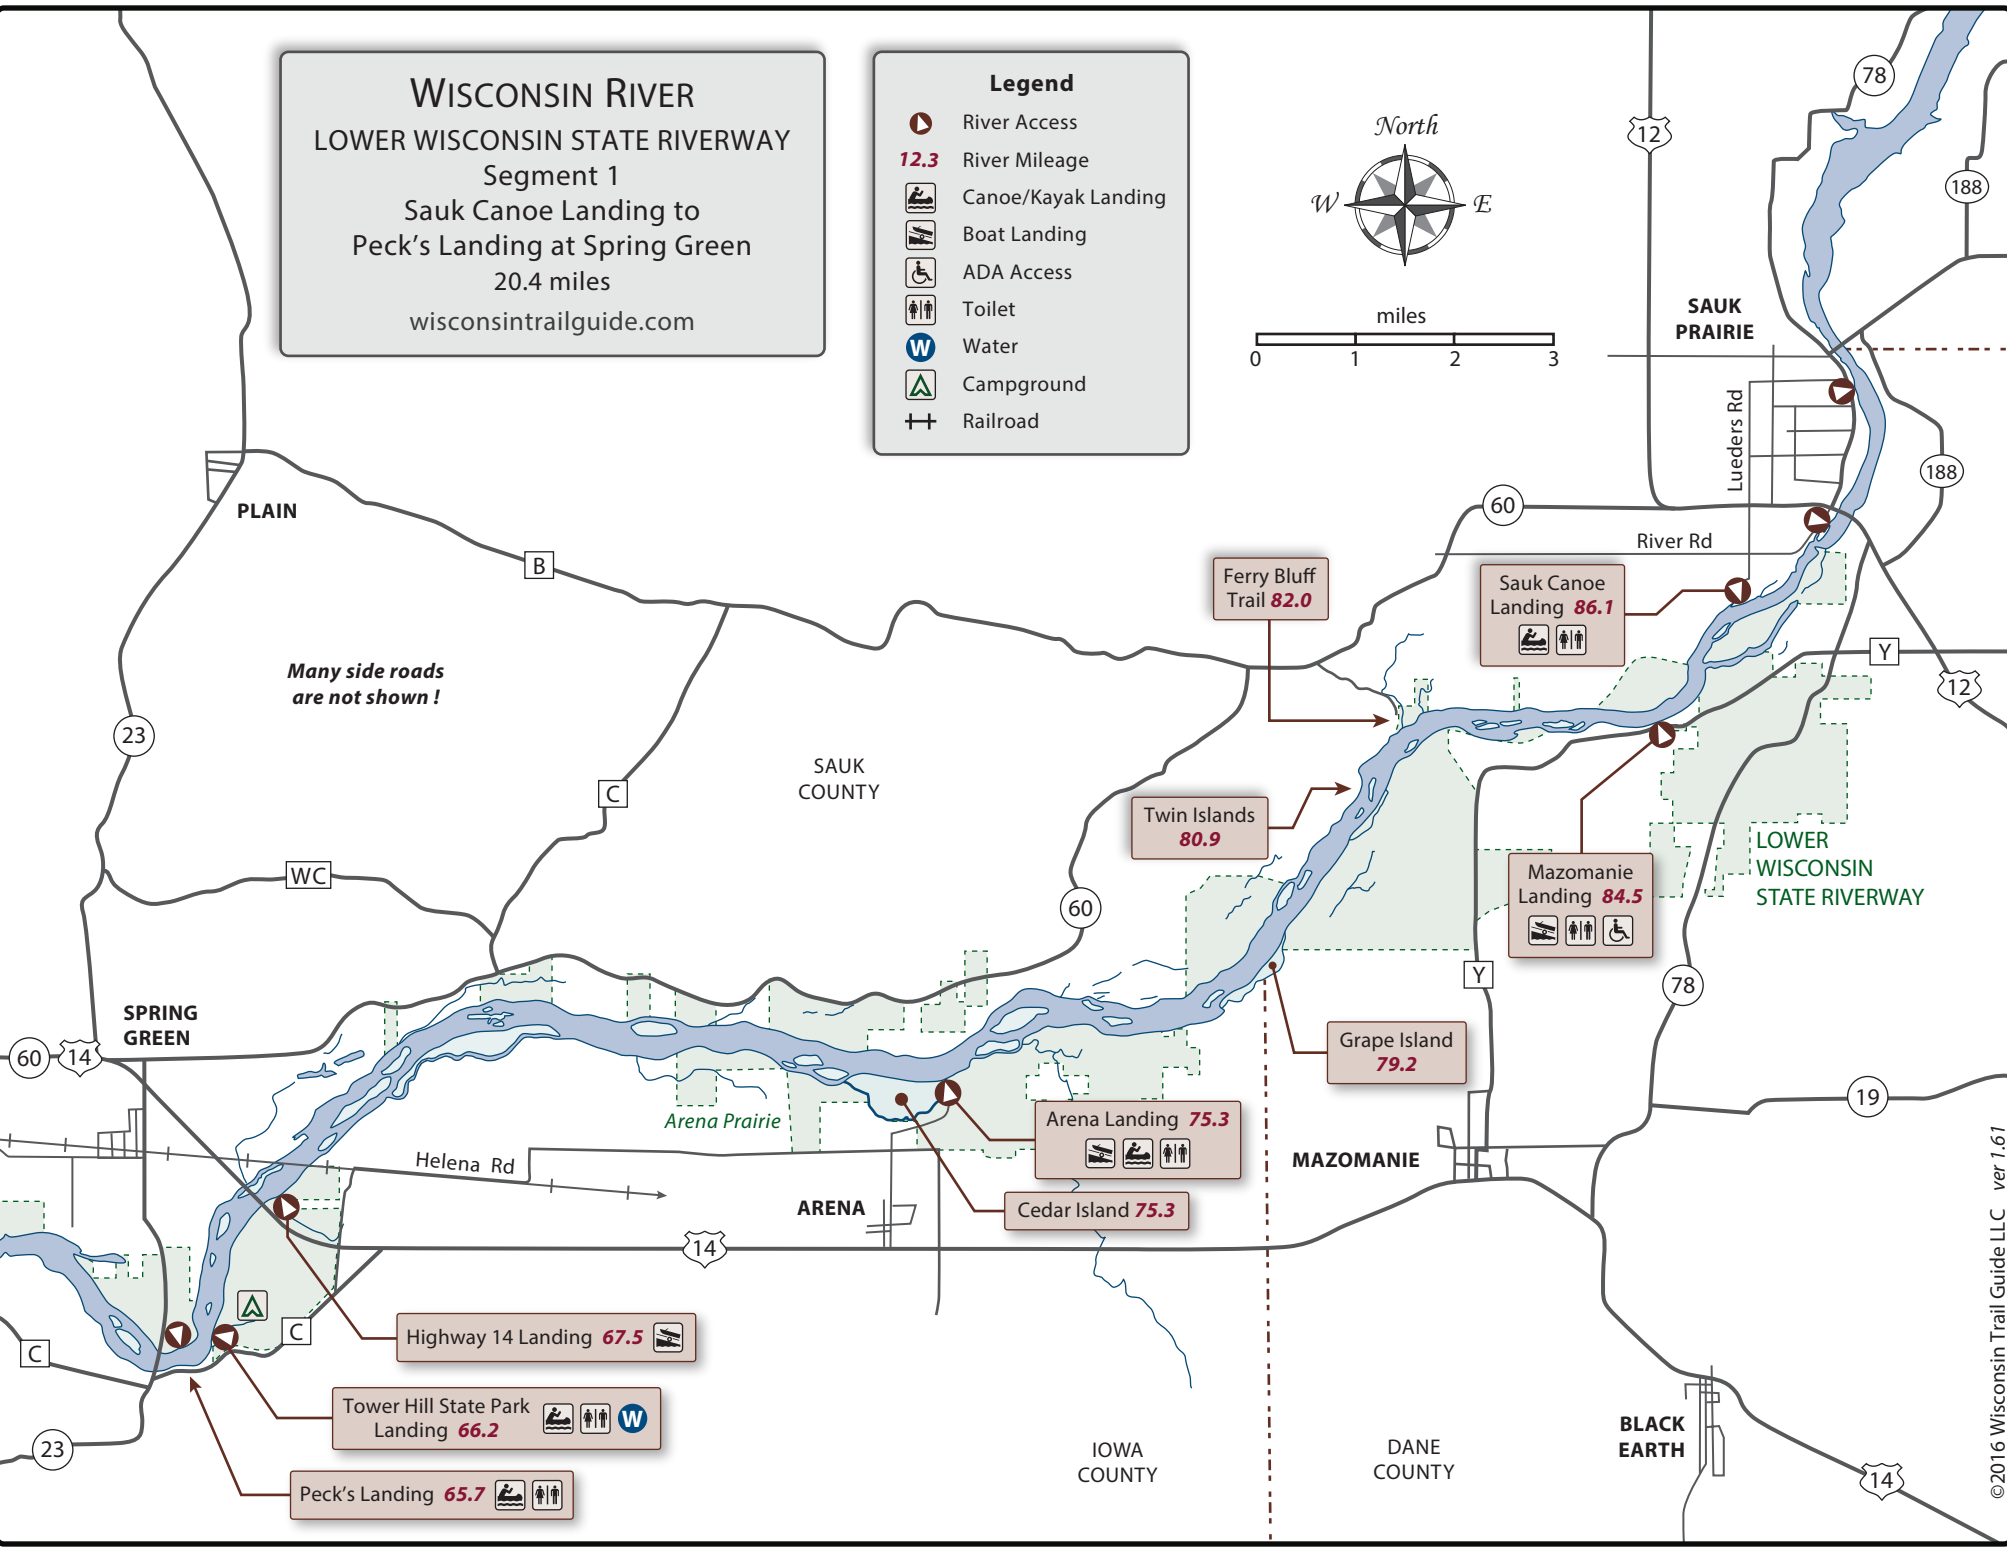 WISCONSIN RIVER
LOWER WISCONSIN STATE RIVERWAY
Segment 1
Sauk Canoe Landing to
Peck's Landing at Spring Green
20.4 miles
wisconsintrailguide.com
Legend
River Access
12.3 River Mileage
Canoe/Kayak Landing
Boat Landing
ADA Access
Toilet
W Water
Campground
Railroad
North
W E
miles
0 1 2 3
78
12
188
SAUK
PRAIRIE
Lueders Rd
188
60
River Rd
PLAIN
B
Ferry Bluff
Trail 82.0
Sauk Canoe
Landing 86.1
Y
12
Many side roads
are not shown !
23
SAUK
COUNTY
C
Twin Islands
80.9
LOWER
WISCONSIN
STATE RIVERWAY
Mazomanie
Landing 84.5
WC
60
Y
78
SPRING
GREEN
60
14
Grape Island
79.2
19
Arena Prairie
Arena Landing 75.3
Helena Rd
MAZOMANIE
ARENA
Cedar Island 75.3
14
C
C
Highway 14 Landing 67.5
Tower Hill State Park
Landing 66.2
W
23
Peck's Landing 65.7
IOWA
COUNTY
DANE
COUNTY
BLACK
EARTH
14
©2016 Wisconsin Trail Guide LLC ver 1.61